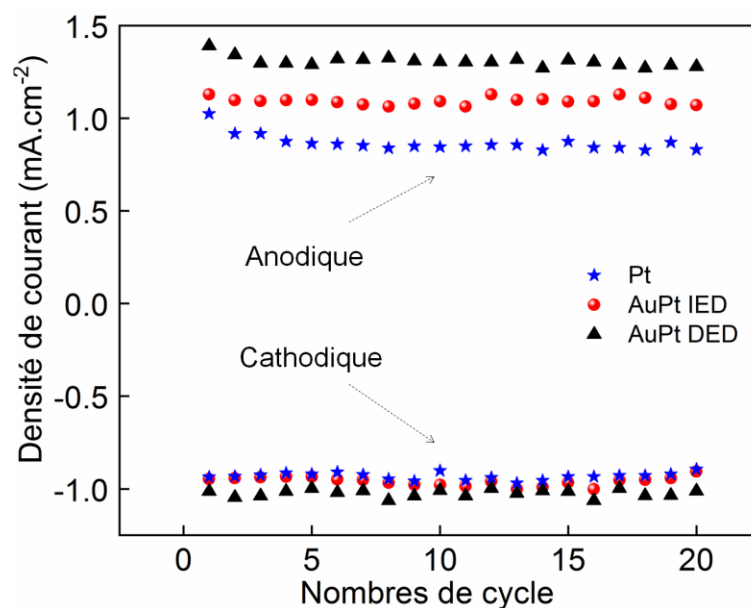 1.5
1.0
0.5
0.0
-0.5
-1.0
Densité de courant (mA.cm⁻²)
Anodique
Cathodique
Pt
AuPt IED
AuPt DED
0 5 10 15 20
Nombres de cycle